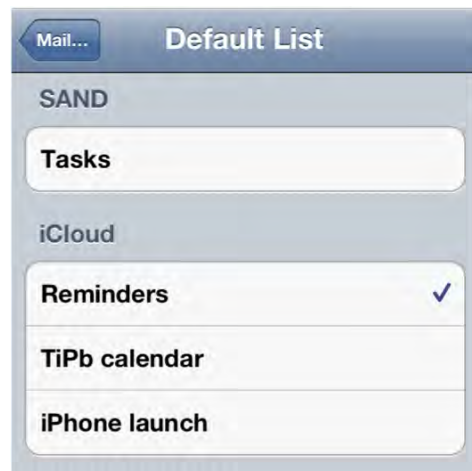 Mail...
Default List
SAND
Tasks
iCloud
Reminders
TiPb calendar
iPhone launch